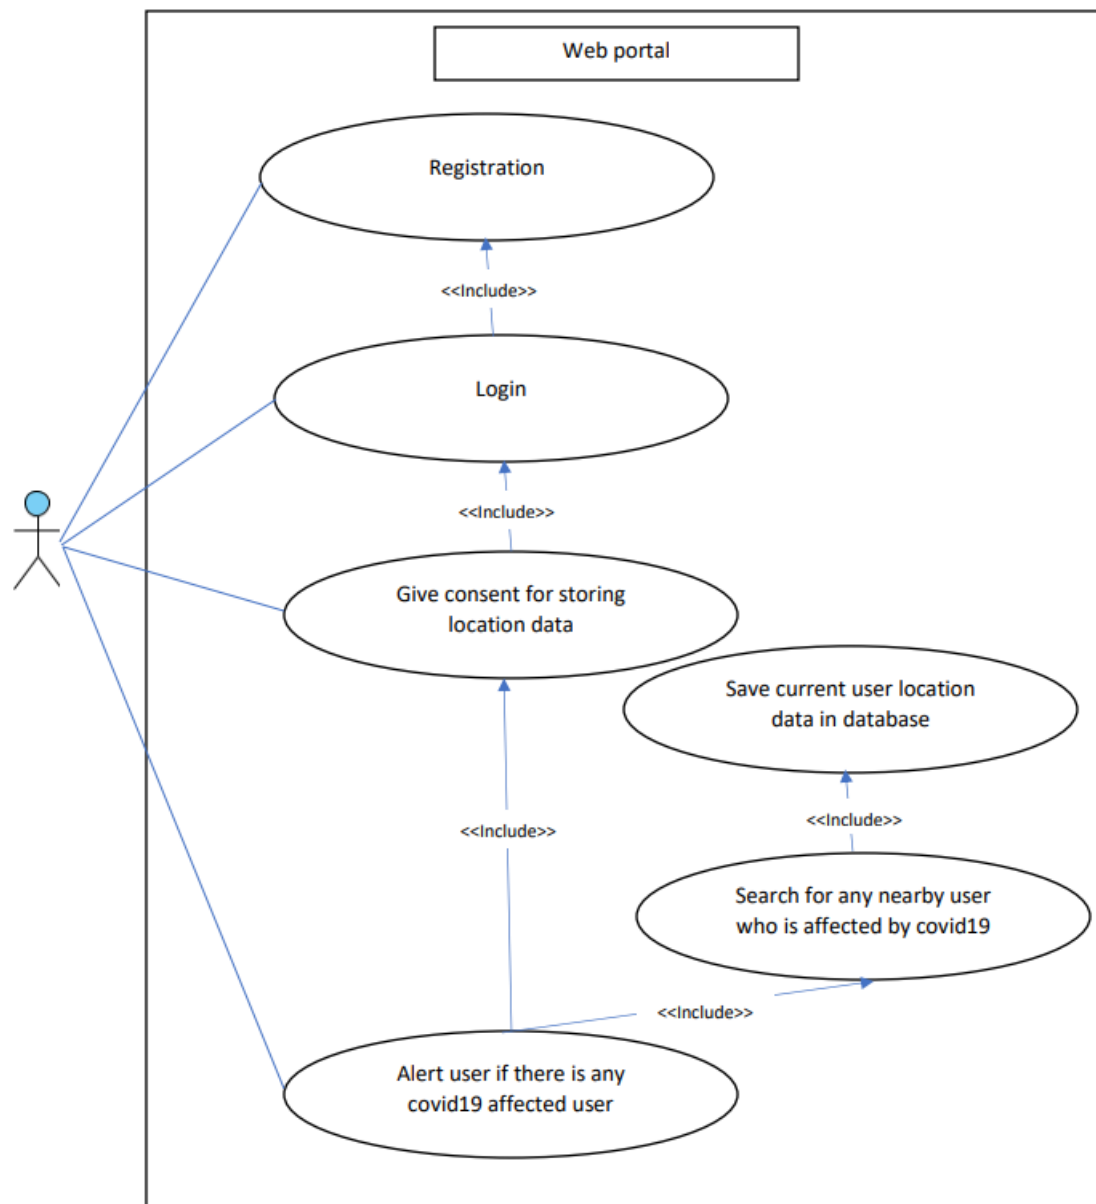 Web portal
Registration
<<Include>>
Login
<<Include>>
Give consent for storing
location data
Save current user location
data in database
<<Include>>
<<Include>>
Search for any nearby user
who is affected by covid19
<<Include>>
Alert user if there is any
covid19 affected user